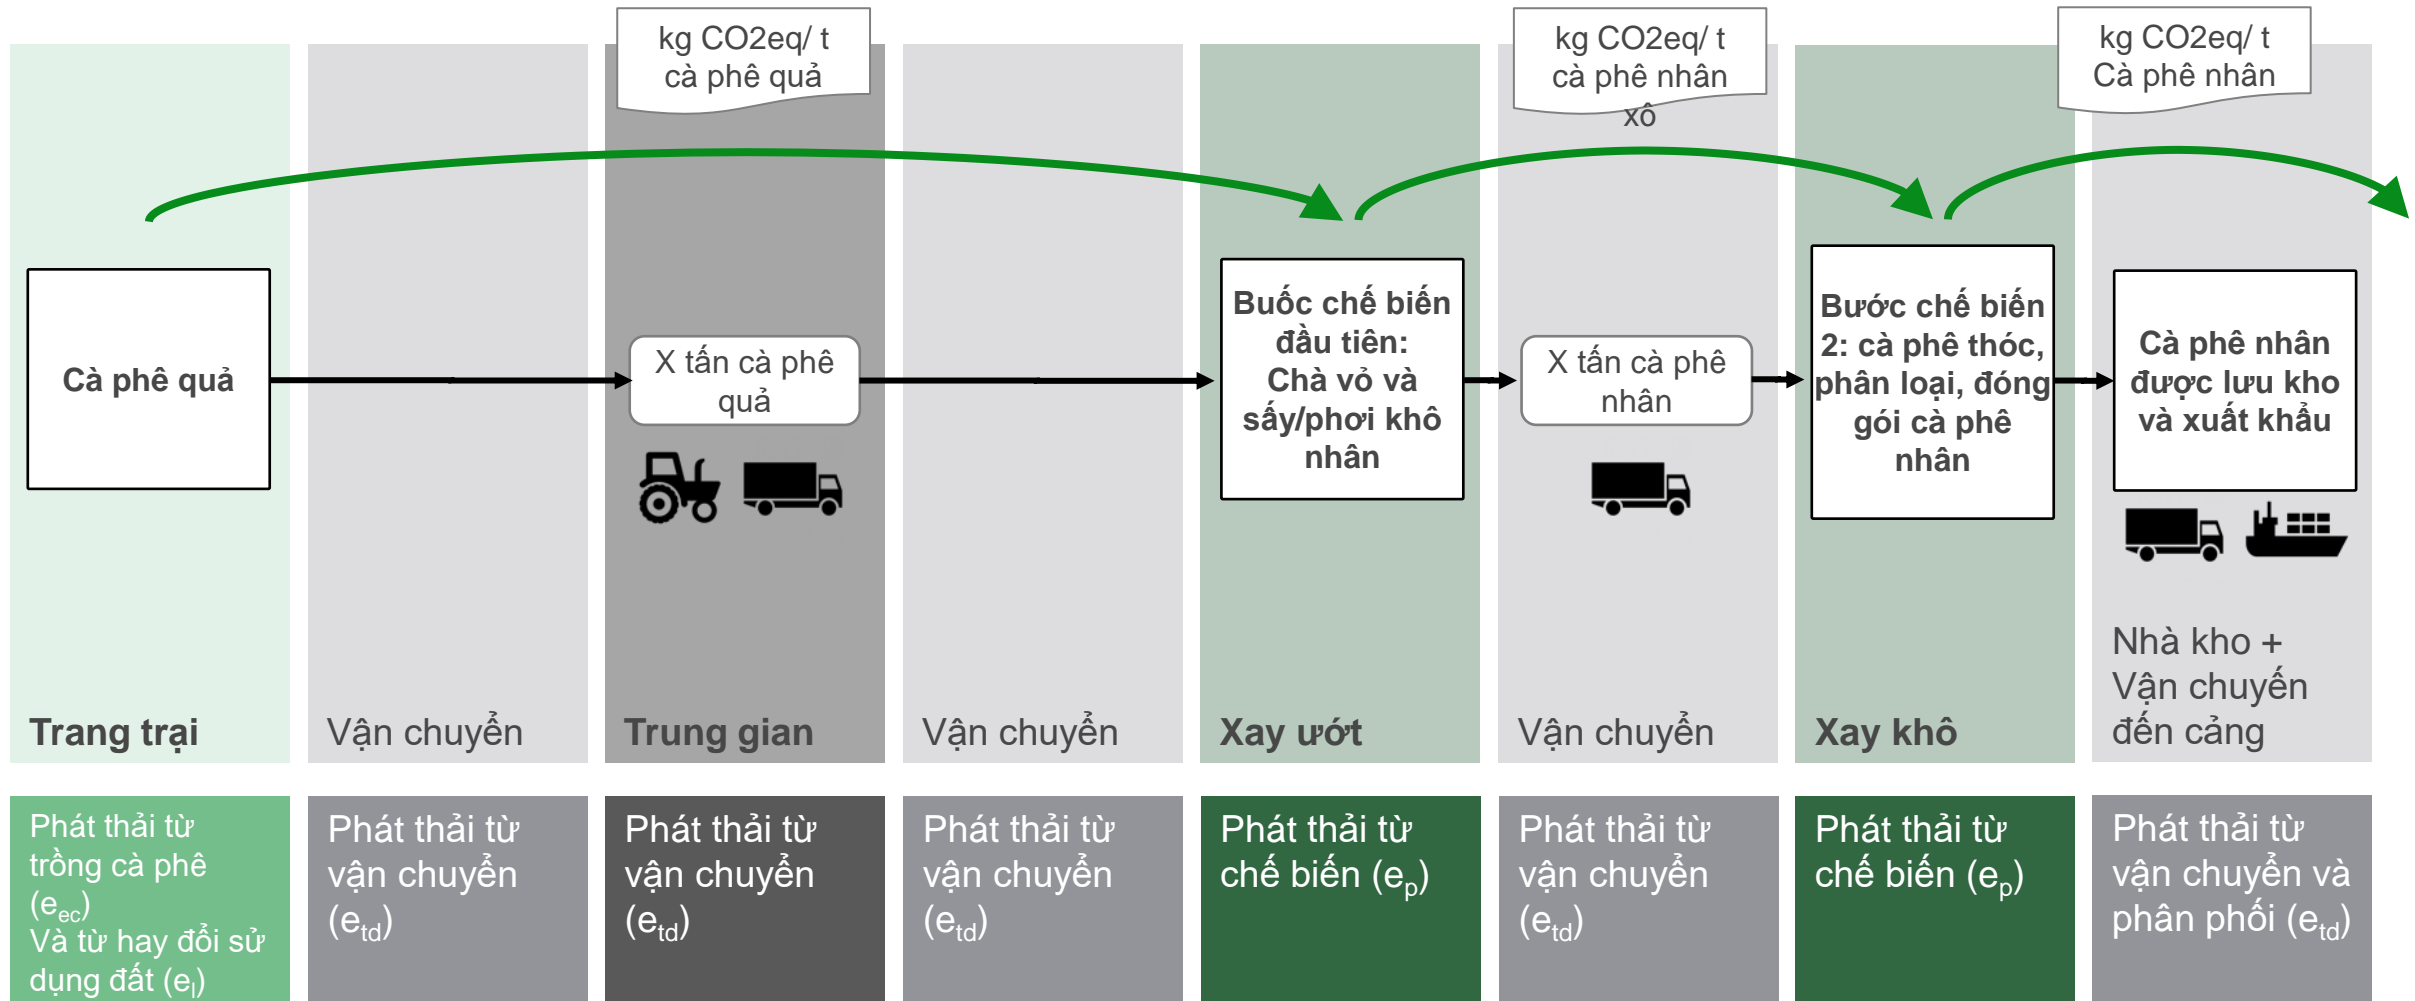 kg CO2eq/ t
cà phê quả
kg CO2eq/ t
cà phê nhân
xô
kg CO2eq/ t
Cà phê nhân
Cà phê quả
X tấn cà phê
quả
Buốc chế biến
đầu tiên:
Chà vỏ và
sấy/phơi khô
nhân
X tấn cà phê
nhân
Bước chế biến
2: cà phê thóc,
phân loại, đóng
gói cà phê
nhân
Cà phê nhân
được lưu kho
và xuất khẩu
Trang trại
Vận chuyển
Trung gian
Vận chuyển
Xay ướt
Vận chuyển
Xay khô
Nhà kho +
Vận chuyển
đến cảng
Phát thải từ
trồng cà phê
(eec)
Và từ hay đổi sử
dụng đất (el)
Phát thải từ
vận chuyển
(etd)
Phát thải từ
vận chuyển
(etd)
Phát thải từ
vận chuyển
(etd)
Phát thải từ
chế biến (ep)
Phát thải từ
vận chuyển
(etd)
Phát thải từ
chế biến (ep)
Phát thải từ
vận chuyển và
phân phối (etd)